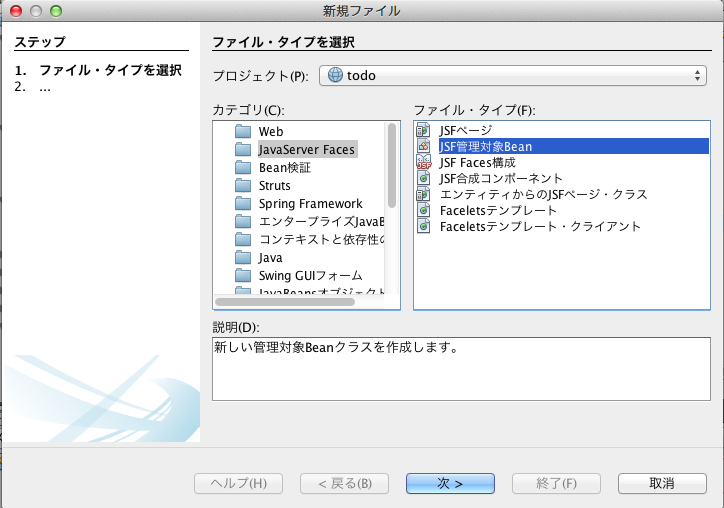 新規ファイル
ステップ
1. ファイル・タイプを選択
2. ...
ファイル・タイプを選択
プロジェクト(P): todo
カテゴリ(C):
Web
JavaServer Faces
Bean検証
Struts
Spring Framework
エンタープライズJavaB
コンテキストと依存性の
Java
Swing GUIフォーム
JavaBeansオブジェクト
ファイル・タイプ(F):
JSFページ
JSF管理対象Bean
JSF Faces構成
JSF合成コンポーネント
エンティティからのJSFページ・クラス
Faceletsテンプレート
Faceletsテンプレート・クライアント
説明(D):
新しい管理対象Beanクラスを作成します。
ヘルプ(H)
< 戻る(B)
次 >
終了(F)
取消